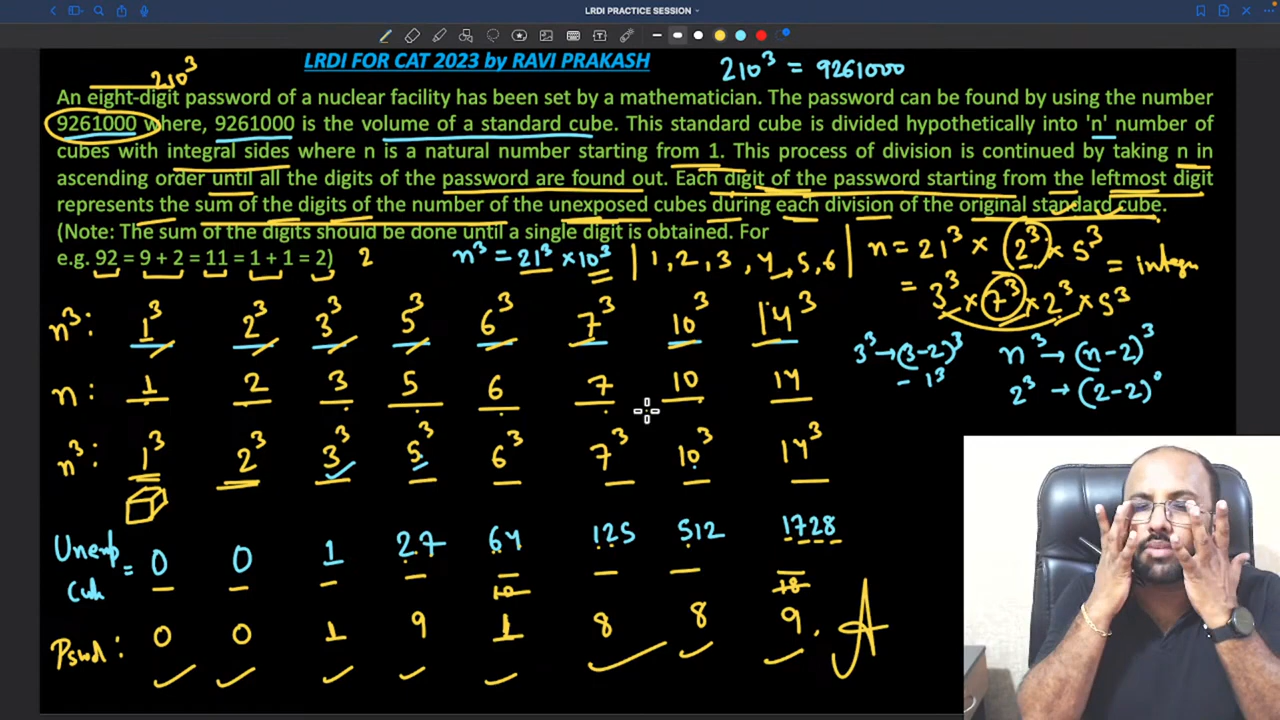 LRDI PRACTICE SESSION
LRDI FOR CAT 2023 by RAVI PRAKASH
210³ = 9261000
210³
An eight-digit password of a nuclear facility has been set by a mathematician. The password can be found by using the number
9261000 where, 9261000 is the volume of a standard cube. This standard cube is divided hypothetically into 'n' number of
cubes with integral sides where n is a natural number starting from 1. This process of division is continued by taking n in
ascending order until all the digits of the password are found out. Each digit of the password starting from the leftmost digit
represents the sum of the digits of the number of the unexposed cubes during each division of the original standard cube.
(Note: The sum of the digits should be done until a single digit is obtained. For
e.g. 92 = 9 + 2 = 11 = 1 + 1 = 2) 2
n³ = 21³ × 10³ | 1, 2, 3, 4, 5, 6 |
n = 21³ × 2³ × 5³ = integ
= 3³ × 7³ × 2³ × 5³
n³: 1³ 2³ 3³ 5³ 6³ 7³ 10³ 14³
3³ → (3-2)³ n³ → (n-2)³
- 1³ 2³ → (2-2)°
n: 1 2 3 5 6 7 10 14
n³: 1³ 2³ 3³ 5³ 6³ 7³ 10³ 14³
Unexp
Cub = 0 0 1 27 64 125 512 1728
10 18
Pswd: 0 0 1 9 1 8 8 9. A